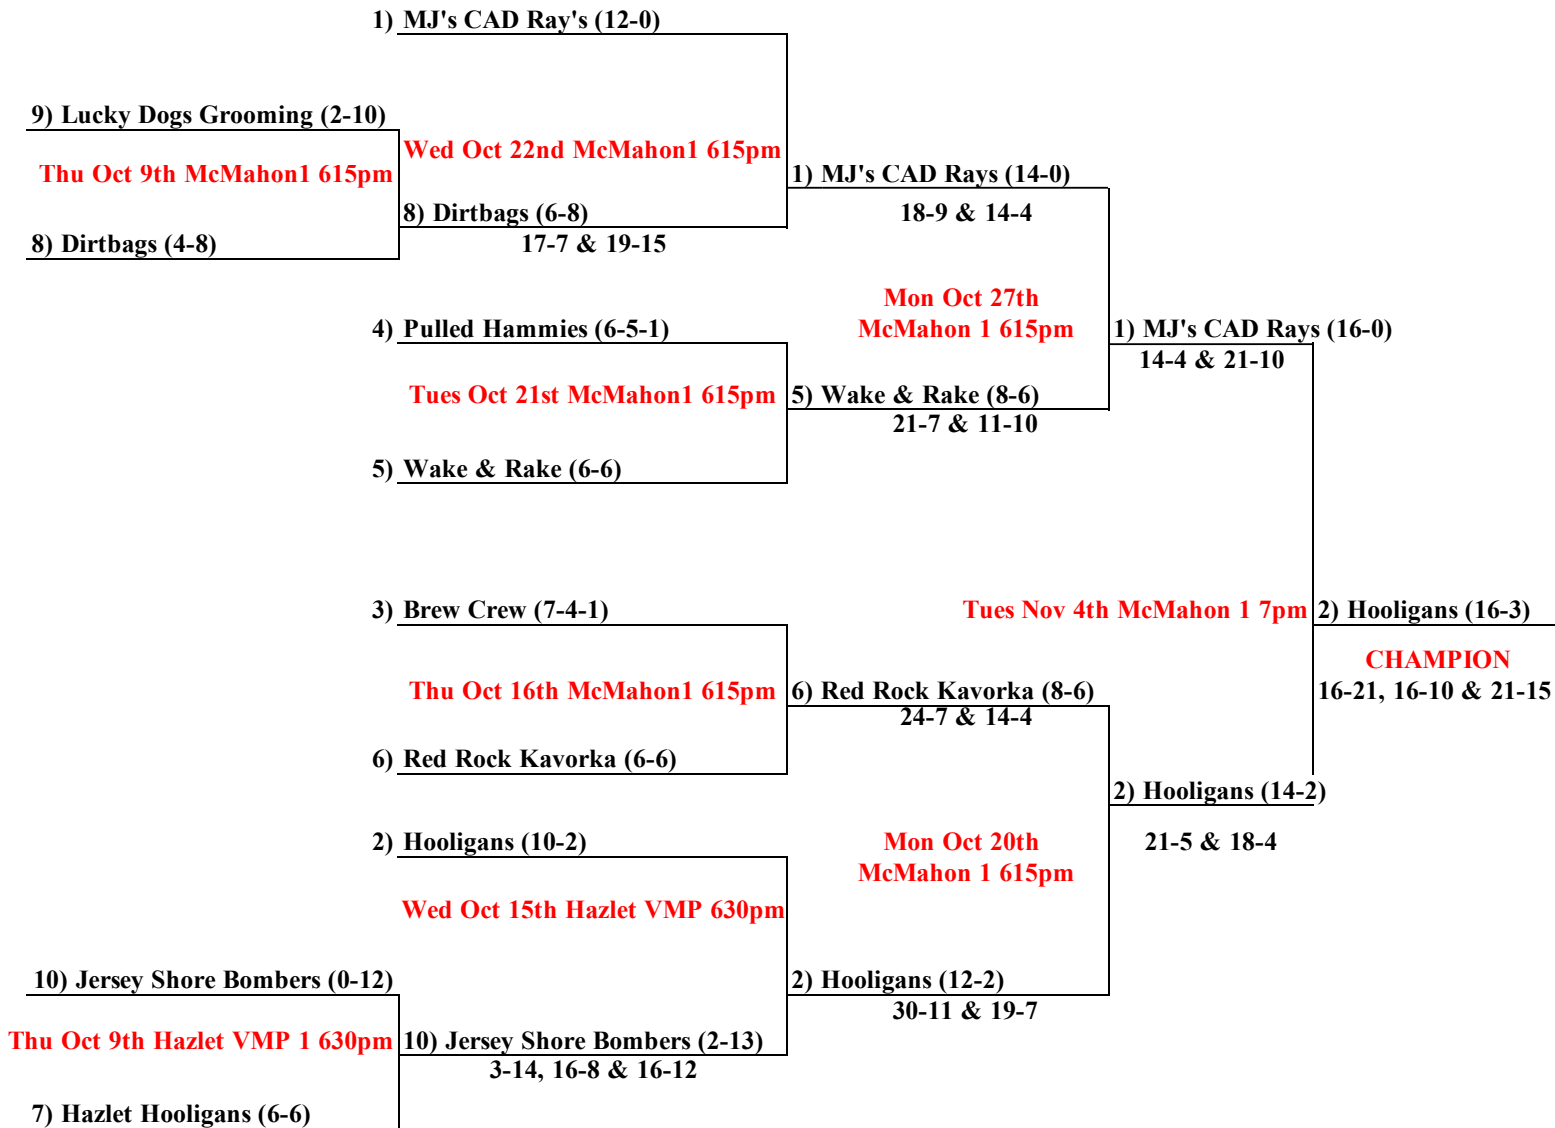 1) MJ's CAD Ray's (12-0)
9) Lucky Dogs Grooming (2-10)
Wed Oct 22nd McMahon1 615pm
Thu Oct 9th McMahon1 615pm
1) MJ's CAD Rays (14-0)
8) Dirtbags (6-8)
18-9 & 14-4
8) Dirtbags (4-8)
17-7 & 19-15
Mon Oct 27th
McMahon 1 615pm
4) Pulled Hammies (6-5-1)
1) MJ's CAD Rays (16-0)
14-4 & 21-10
Tues Oct 21st McMahon1 615pm
5) Wake & Rake (8-6)
21-7 & 11-10
5) Wake & Rake (6-6)
3) Brew Crew (7-4-1)
Tues Nov 4th McMahon 1 7pm
2) Hooligans (16-3)
CHAMPION
16-21, 16-10 & 21-15
Thu Oct 16th McMahon1 615pm
6) Red Rock Kavorka (8-6)
24-7 & 14-4
6) Red Rock Kavorka (6-6)
2) Hooligans (14-2)
21-5 & 18-4
2) Hooligans (10-2)
Mon Oct 20th
McMahon 1 615pm
Wed Oct 15th Hazlet VMP 630pm
10) Jersey Shore Bombers (0-12)
2) Hooligans (12-2)
30-11 & 19-7
Thu Oct 9th Hazlet VMP 1 630pm
10) Jersey Shore Bombers (2-13)
3-14, 16-8 & 16-12
7) Hazlet Hooligans (6-6)